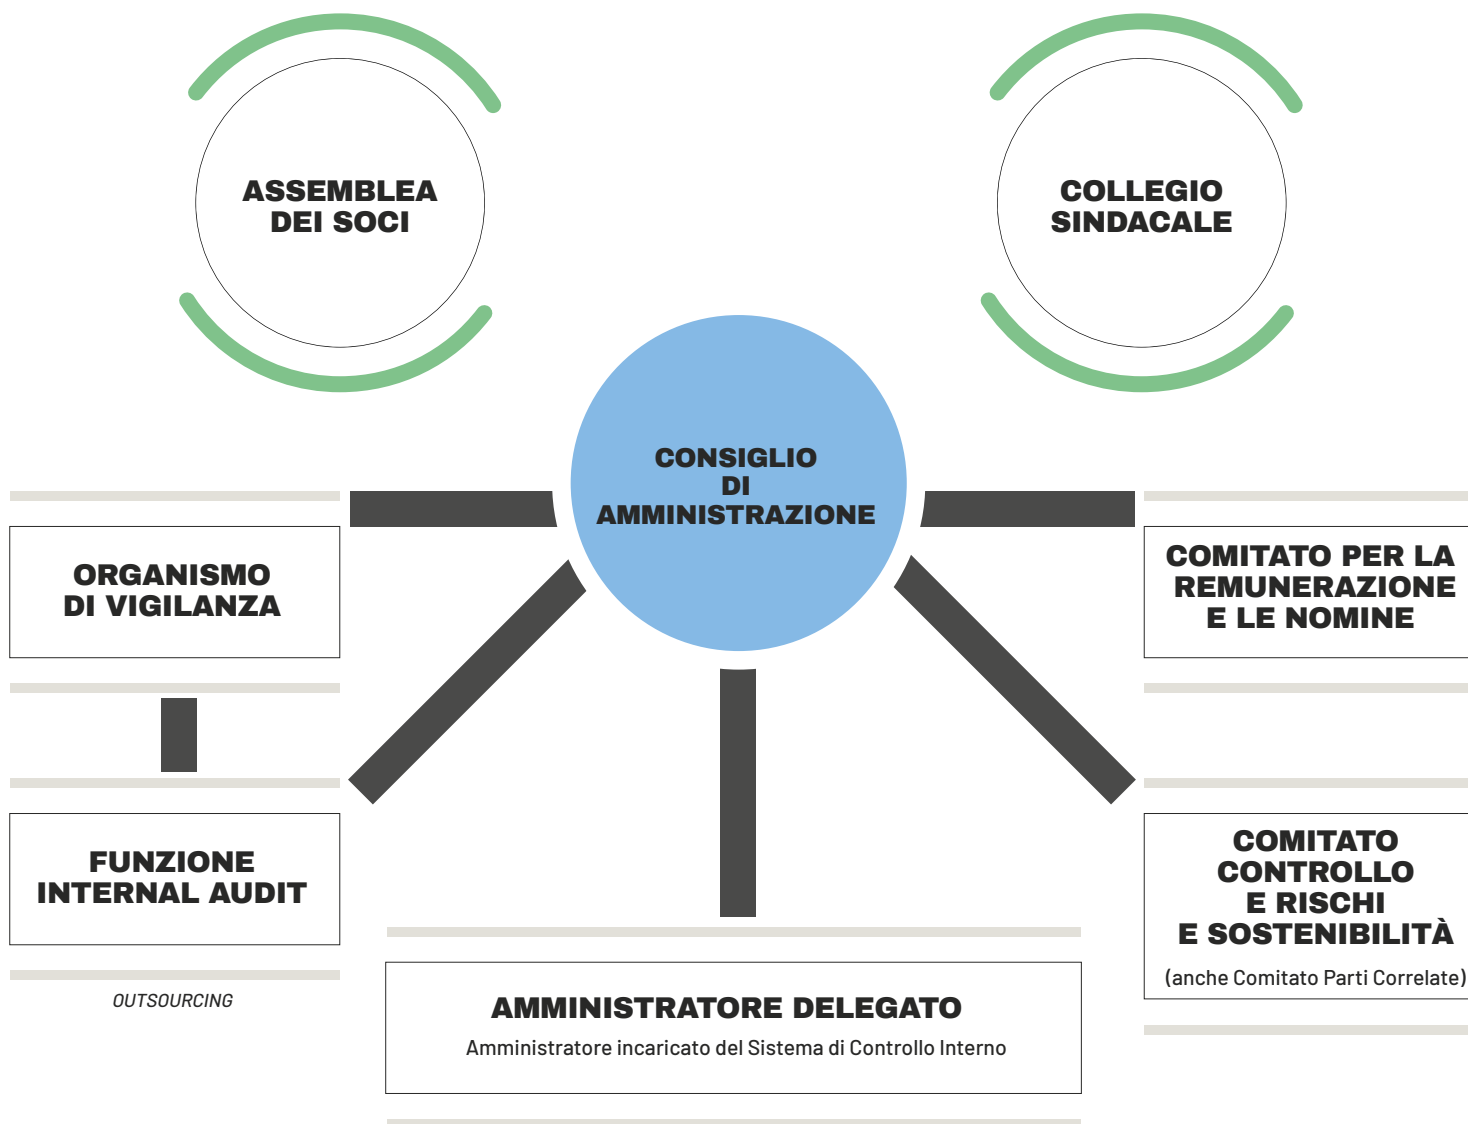 ASSEMBLEA
DEI SOCI
COLLEGIO
SINDACALE
CONSIGLIO
DI
AMMINISTRAZIONE
ORGANISMO
DI VIGILANZA
COMITATO PER LA
REMUNERAZIONE
E LE NOMINE
FUNZIONE
INTERNAL AUDIT
OUTSOURCING
COMITATO
CONTROLLO
E RISCHI
E SOSTENIBILITÀ
(anche Comitato Parti Correlate)
AMMINISTRATORE DELEGATO
Amministratore incaricato del Sistema di Controllo Interno